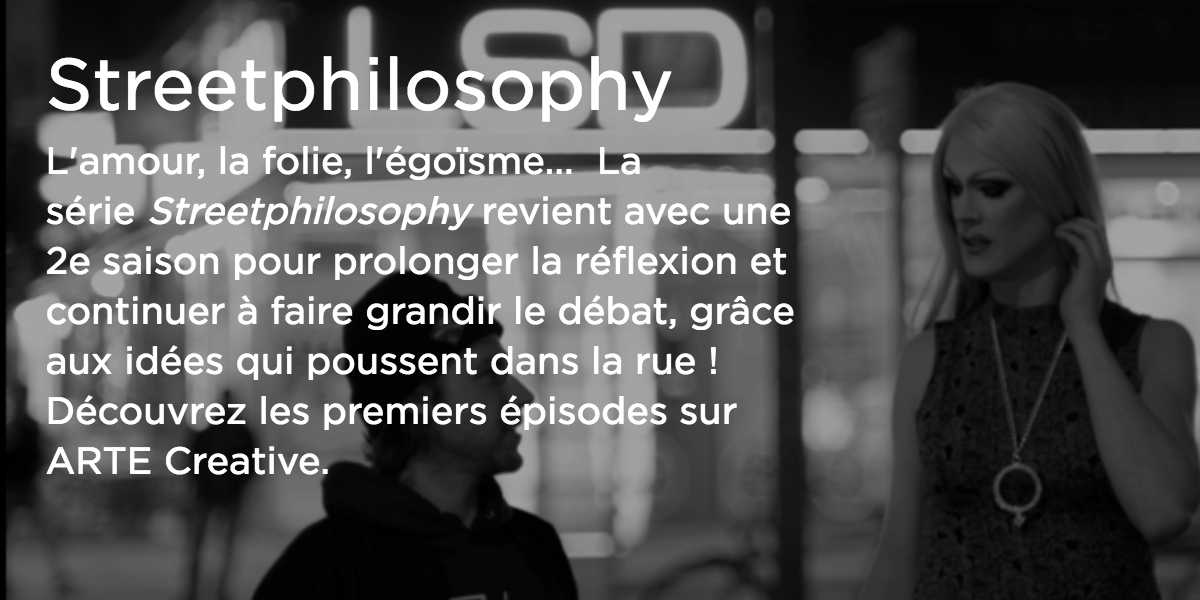 LSD
Streetphilosophy
L'amour, la folie, l'égoïsme... La
série Streetphilosophy revient avec une
2e saison pour prolonger la réflexion et
continuer à faire grandir le débat, grâce
aux idées qui poussent dans la rue !
Découvrez les premiers épisodes sur
ARTE Creative.